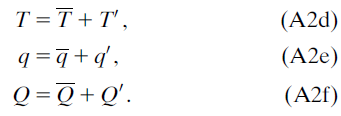 T = T̅ + T′, (A2d)
q = q̅ + q′, (A2e)
Q = Q̅ + Q′. (A2f)